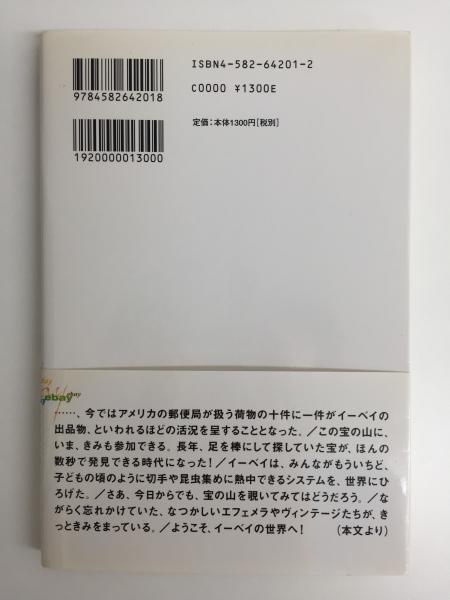 ISBN4-582-64201-2
C0000 ¥1300E
定価：本体1300円[税別]
9784582642018
1920000013000
ebay
……、今ではアメリカの郵便局が扱う荷物の十件に一件がイーベイの
出品物、といわれるほどの活況を呈することとなった。／この宝の山に、
いま、きみも参加できる。長年、足を棒にして探していた宝が、ほんの
数秒で発見できる時代になった！／イーベイは、みんながもういちど、
子どもの頃のように切手や昆虫集めに熱中できるシステムを、世界にひ
ろげた。／さあ、今日からでも、宝の山を覗いてみてはどうだろう。／な
がらく忘れかけていた、なつかしいエフェメラやヴィンテージたちが、き
っときみをまっている。／ようこそ、イーベイの世界へ！ （本文より）